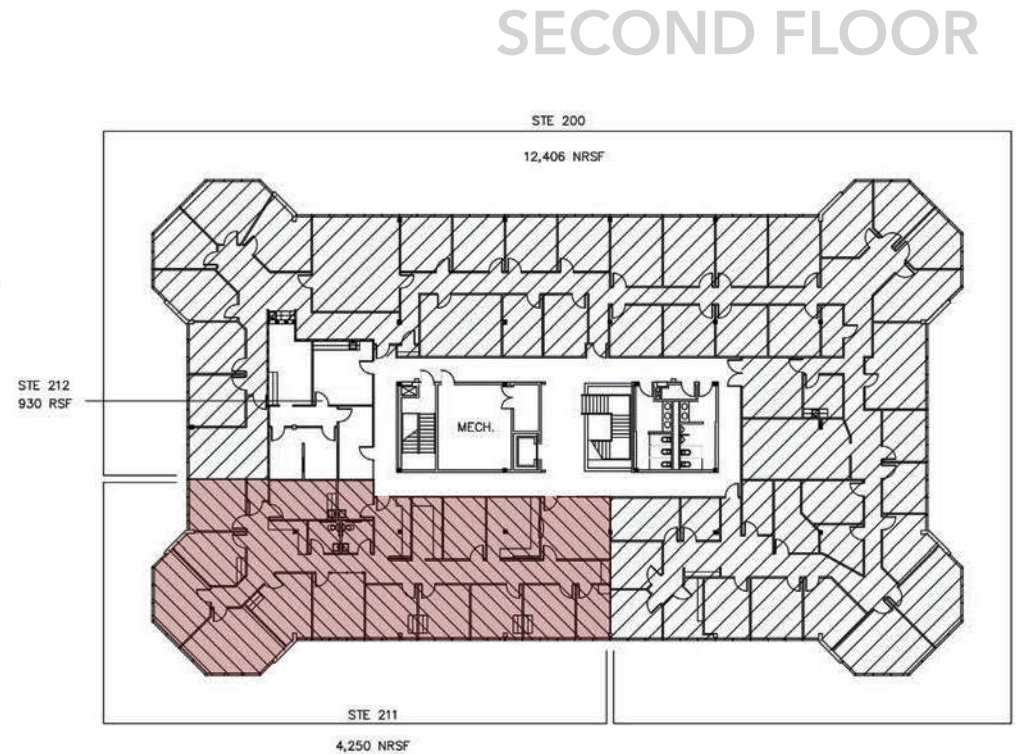 SECOND FLOOR
STE 200
12,406 NRSF
STE 212
930 RSF
MECH.
STE 211
4,250 NRSF